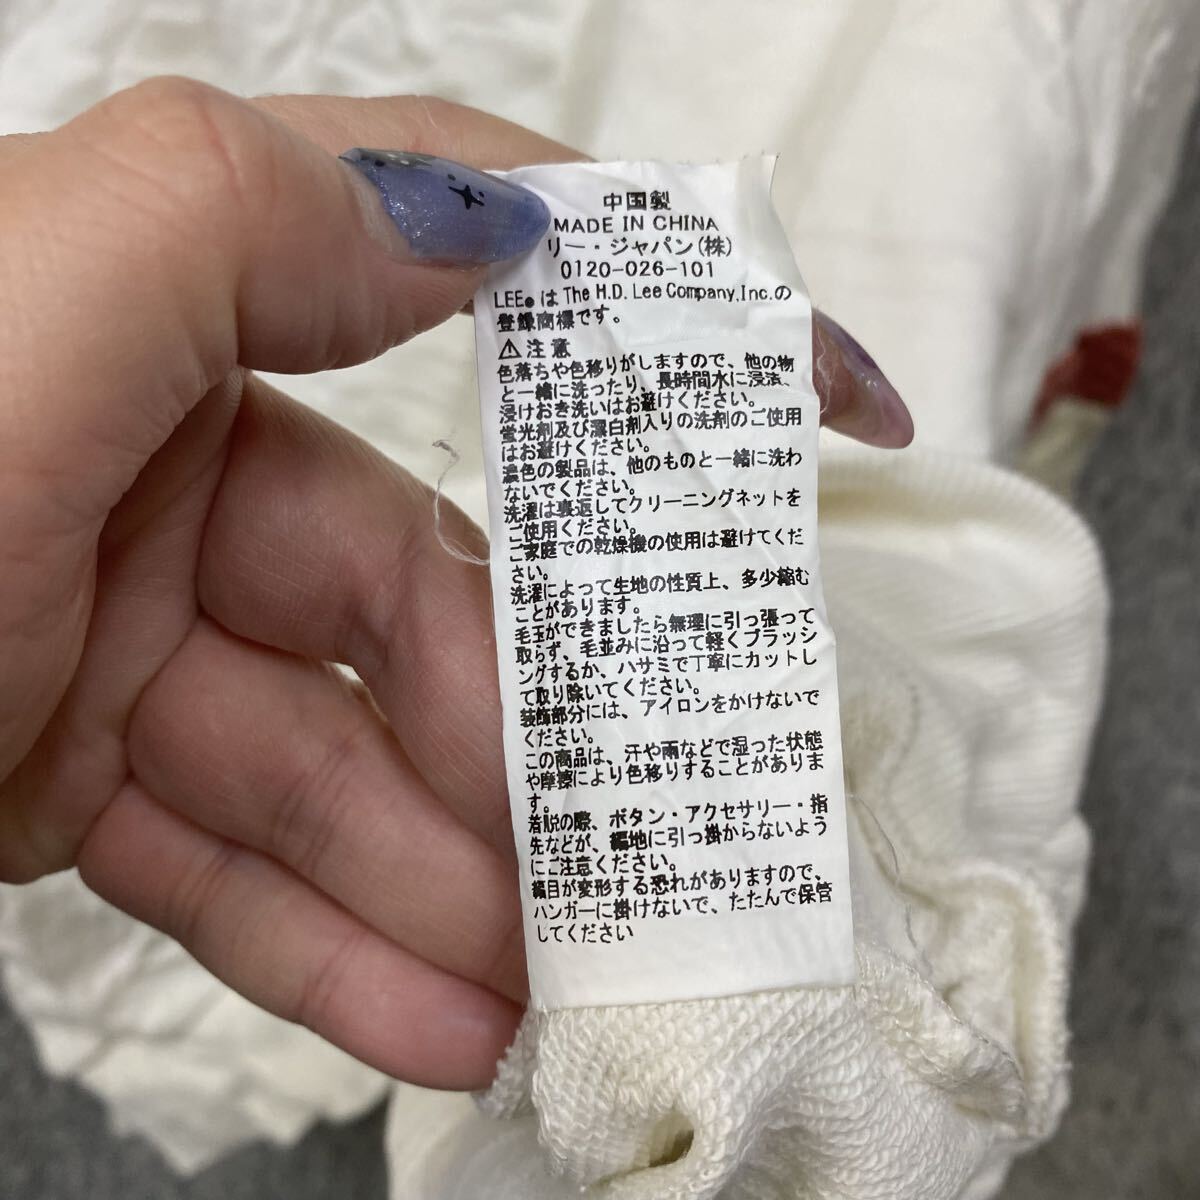 中国製
MADE IN CHINA
リー・ジャパン(株)
0120-026-101
LEE®は The H.D. Lee Company,Inc.の
登録商標です。
⚠注意
色落ちや色移りがしますので、他の物
と一緒に洗ったり、長時間水に浸漬、
浸けおき洗いはお避けください。
蛍光剤及び漂白剤入りの洗剤のご使用
はお避けください。
濃色の製品は、他のものと一緒に洗わ
ないでください。
洗濯は裏返してクリーニングネットを
ご使用ください。
ご家庭での乾燥機の使用は避けてくだ
さい。
洗濯によって生地の性質上、多少縮む
ことがあります。
毛玉ができましたら無理に引っ張って
取らず、毛並みに沿って軽くブラッシ
ングするか、ハサミで丁寧にカットし
て取り除いてください。
装飾部分には、アイロンをかけないで
ください。
この商品は、汗や雨などで湿った状態
や摩擦により色移りすることがありま
す。
着脱の際、ボタン・アクセサリー・指
先などが、編地に引っ掛からないよう
にご注意ください。
編目が変形する恐れがありますので、
ハンガーに掛けないで、たたんで保管
してください